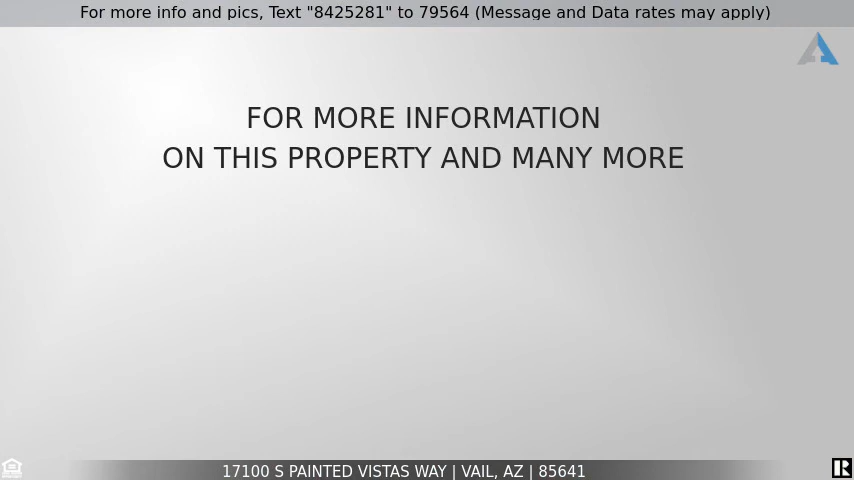 For more info and pics, Text "8425281" to 79564 (Message and Data rates may apply)
FOR MORE INFORMATION
ON THIS PROPERTY AND MANY MORE
17100 S PAINTED VISTAS WAY | VAIL, AZ | 85641